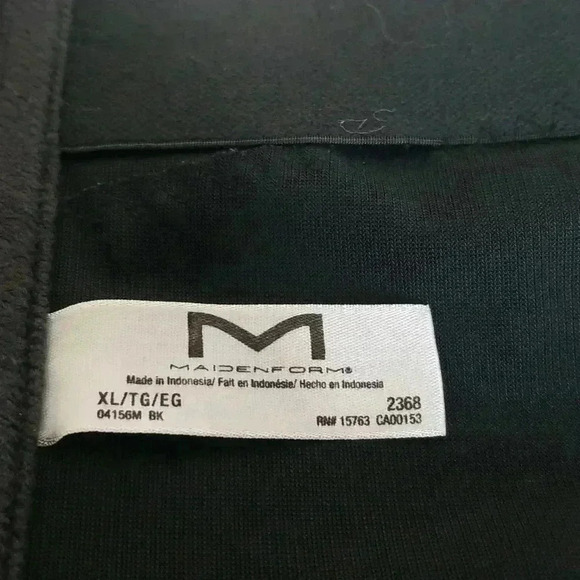 M
MAIDENFORM®
Made in Indonesia/ Fait en Indonésie/ Hecho en Indonesia
XL/TG/EG 2368
04156M BK RN# 15763 CA00153